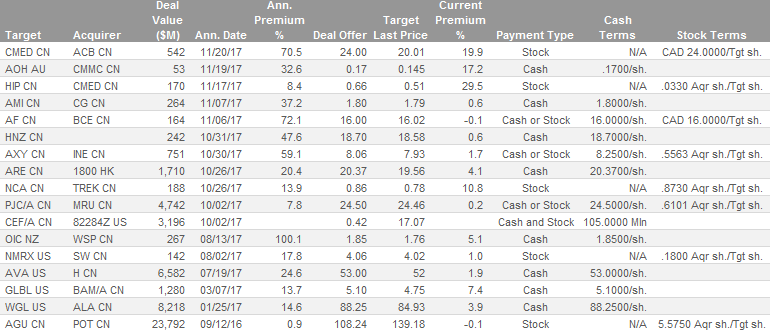 Target Acquirer Deal Value ($M) Ann. Date Ann. Premium % Deal Offer Target Last Price Current Premium % Payment Type Cash Terms Stock Terms
CMED CN ACB CN 542 11/20/17 70.5 24.00 20.01 19.9 Stock N/A CAD 24.0000/Tgt sh.
AOH AU CMMC CN 53 11/19/17 32.6 0.17 0.145 17.2 Cash .1700/sh.
HIP CN CMED CN 170 11/17/17 8.4 0.66 0.51 29.5 Stock N/A .0330 Aqr sh./Tgt sh.
AMI CN CG CN 264 11/07/17 37.2 1.80 1.79 0.6 Cash 1.8000/sh.
AF CN BCE CN 164 11/06/17 72.1 16.00 16.02 -0.1 Cash or Stock 16.0000/sh. CAD 16.0000/Tgt sh.
HNZ CN 242 10/31/17 47.6 18.70 18.58 0.6 Cash 18.7000/sh.
AXY CN INE CN 751 10/30/17 59.1 8.06 7.93 1.7 Cash or Stock 8.2500/sh. .5563 Aqr sh./Tgt sh.
ARE CN 1800 HK 1,710 10/26/17 20.4 20.37 19.56 4.1 Cash 20.3700/sh.
NCA CN TREK CN 188 10/26/17 13.9 0.86 0.78 10.8 Stock N/A .8730 Aqr sh./Tgt sh.
PJC/A CN MRU CN 4,742 10/02/17 7.8 24.50 24.46 0.2 Cash or Stock 24.5000/sh. .6101 Aqr sh./Tgt sh.
CEF/A CN 82284Z US 3,196 10/02/17 0.42 17.07 Cash and Stock 105.0000 Mln
OIC NZ WSP CN 267 08/13/17 100.1 1.85 1.76 5.1 Cash 1.8500/sh.
NMRX US SW CN 142 08/02/17 17.8 4.06 4.02 1.0 Stock N/A .1800 Aqr sh./Tgt sh.
AVA US H CN 6,582 07/19/17 24.6 53.00 52 1.9 Cash 53.0000/sh.
GLBL US BAM/A CN 1,280 03/07/17 13.7 5.10 4.75 7.4 Cash 5.1000/sh.
WGL US ALA CN 8,218 01/25/17 14.6 88.25 84.93 3.9 Cash 88.2500/sh.
AGU CN POT CN 23,792 09/12/16 0.9 108.24 139.18 -0.1 Stock N/A 5.5750 Aqr sh./Tgt sh.